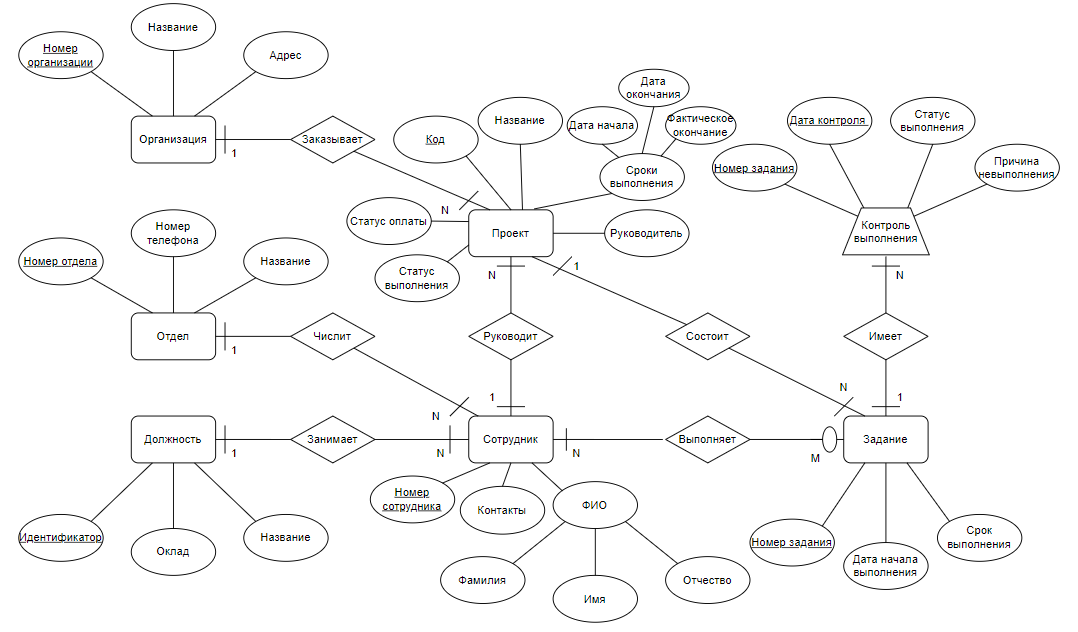 Название
Номер
организации
Адрес
Организация
1
Заказывает
N
Код
Название
Дата
окончания
Дата начала
Фактическое
окончание
Сроки
выполнения
Статус оплаты
Проект
Руководитель
Статус
выполнения
N
1
Дата контроля
Статус
выполнения
Номер задания
Причина
невыполнения
Контроль
выполнения
N
Номер
телефона
Номер отдела
Название
Отдел
1
Числит
N
Руководит
1
Состоит
N
Имеет
1
Должность
1
Занимает
N
Сотрудник
N
Выполняет
M
Задание
Идентификатор
Оклад
Название
Номер
сотрудника
Контакты
ФИО
Фамилия
Имя
Отчество
Номер задания
Дата начала
выполнения
Срок
выполнения